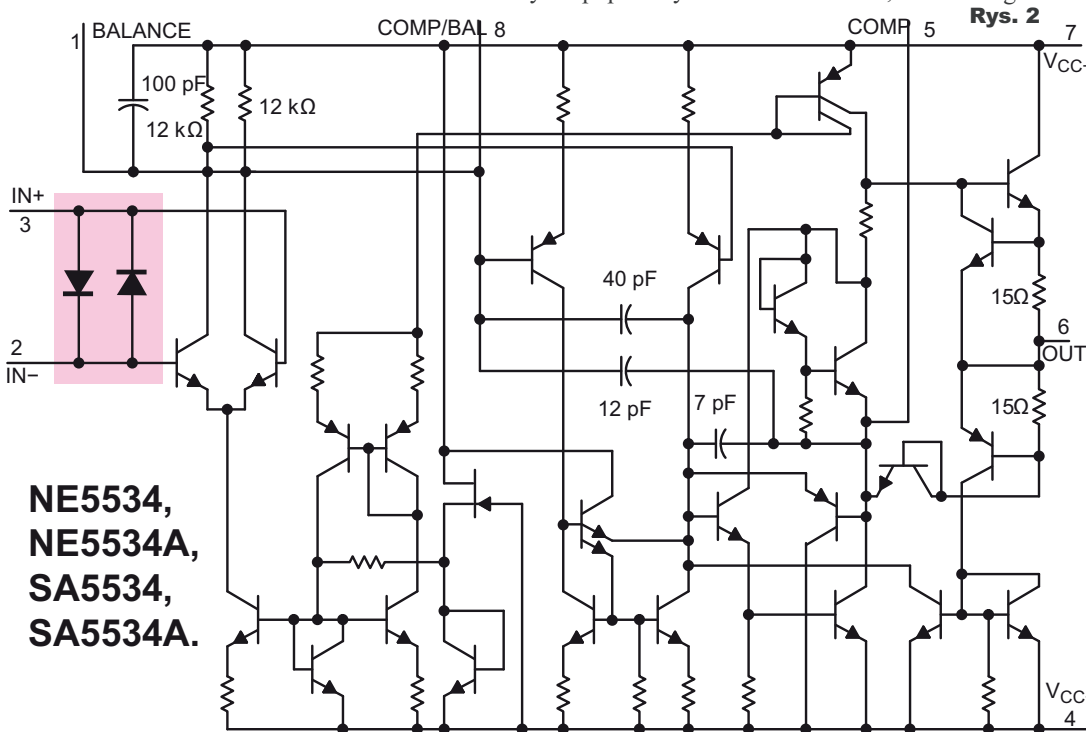 Rys. 2
1
BALANCE
COMP/BAL 8
COMP
5
7
VCC+
100 pF
12 kΩ
12 kΩ
IN+
3
2
IN−
40 pF
12 pF
7 pF
15Ω
6
OUT
15Ω
NE5534,
NE5534A,
SA5534,
SA5534A.
VCC-
4